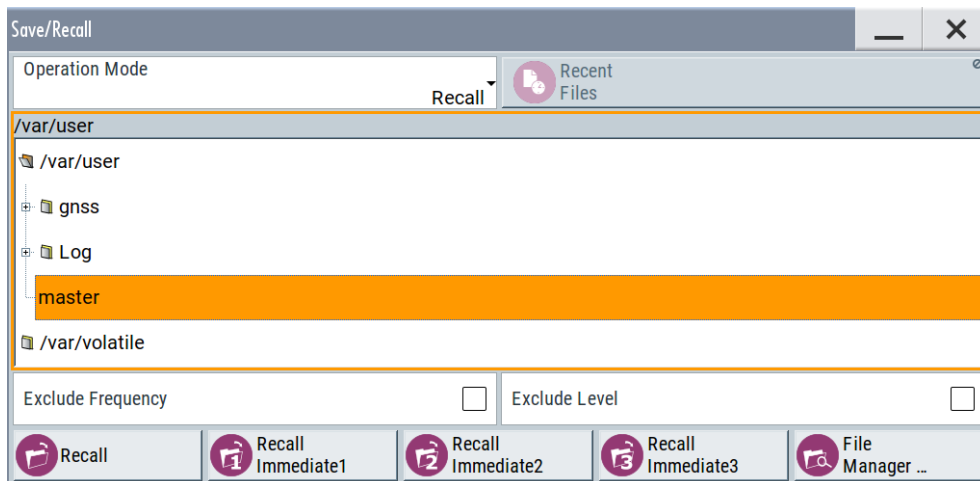 Save/Recall
Operation Mode
Recall
Recent
Files
/var/user
/var/user
gnss
Log
master
/var/volatile
Exclude Frequency
Exclude Level
Recall
Recall
Immediate1
Recall
Immediate2
Recall
Immediate3
File
Manager ...